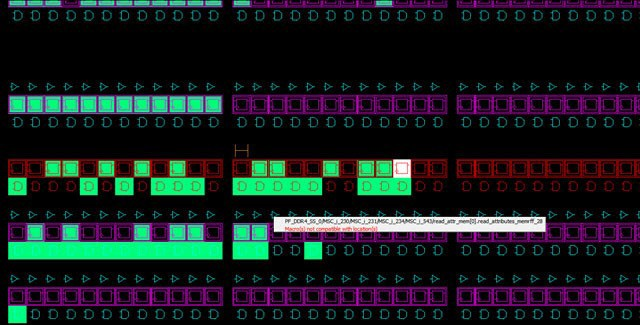 PF_DDR4_SS_0/MSC_i_230/MSC_i_231/MSC_i_234/MSC_i_543/read_attr_mem[0].read_attributes_memrff_28
Macro(s) not compatible with location(s)